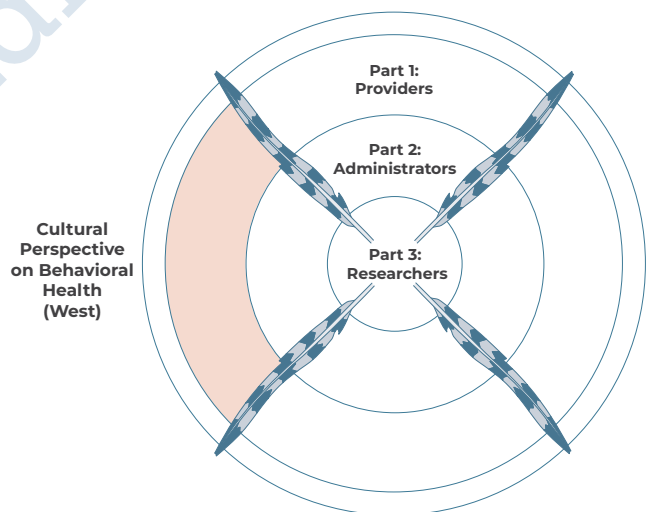 Part 1:
Providers
Part 2:
Administrators
Cultural
Perspective
on Behavioral
Health
(West)
Part 3:
Researchers